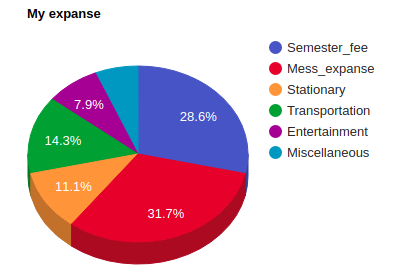 My expanse
Semester_fee
Mess_expanse
Stationary
Transportation
Entertainment
Miscellaneous
28.6%
31.7%
11.1%
14.3%
7.9%